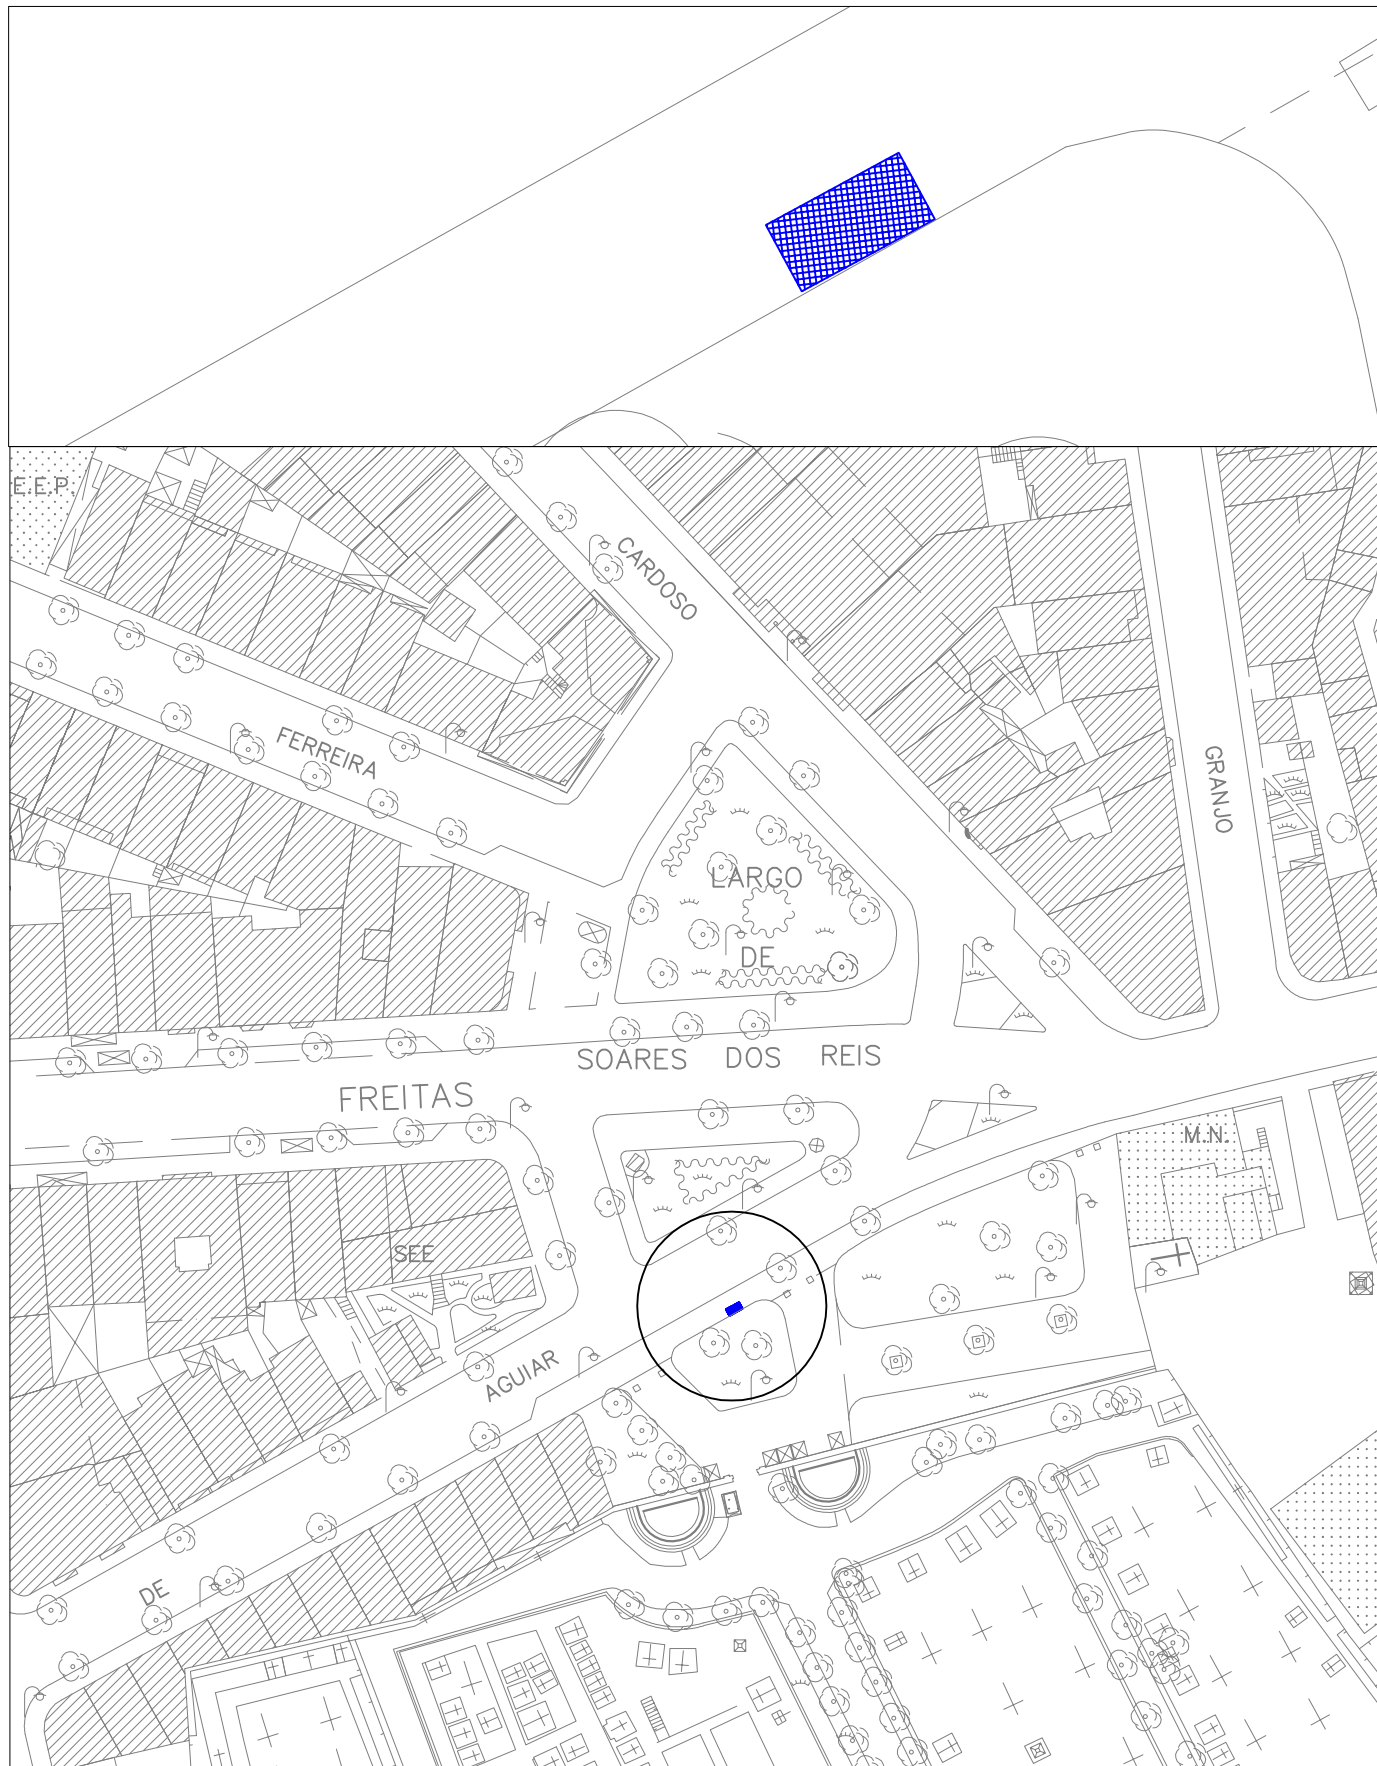 E.E.P.
CARDOSO
FERREIRA
GRANJO
LARGO
DE
SOARES DOS REIS
FREITAS
M.N.
SEE
AGUIAR
DE